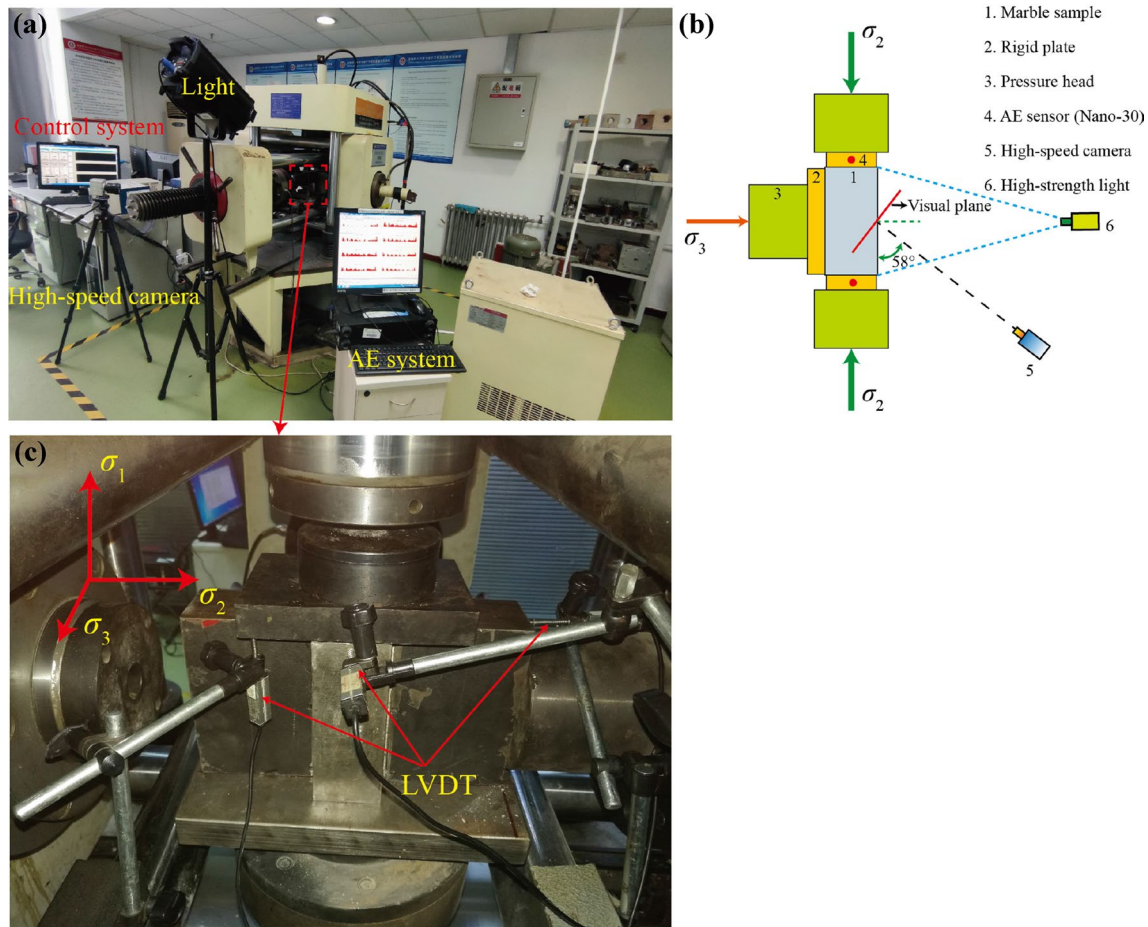 (a)
Light
Control system
High-speed camera
AE system
(b)
σ2
1. Marble sample
2. Rigid plate
3. Pressure head
4. AE sensor (Nano-30)
5. High-speed camera
6. High-strength light
4
2
1
3
Visual plane
σ3
6
58°
5
σ2
(c)
σ1
σ2
σ3
LVDT